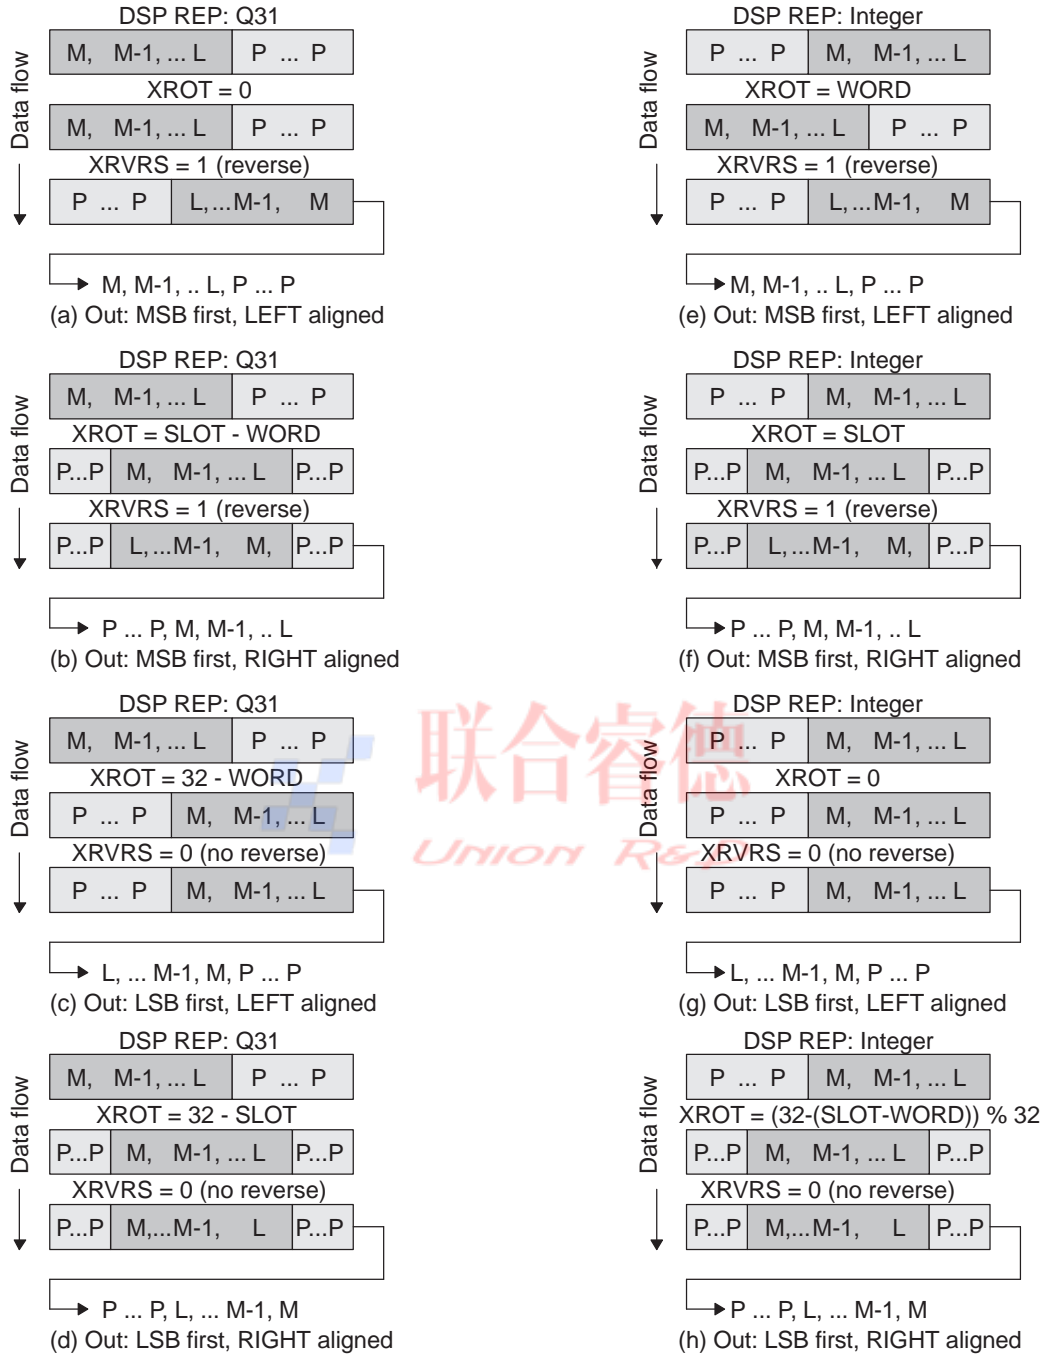 DSP REP: Q31
M, M-1, ... L P ... P
XROT = 0
M, M-1, ... L P ... P
XRVRS = 1 (reverse)
P ... P L, ... M-1, M
Data flow
M, M-1, .. L, P ... P
(a) Out: MSB first, LEFT aligned
DSP REP: Integer
P ... P M, M-1, ... L
XROT = WORD
M, M-1, ... L P ... P
XRVRS = 1 (reverse)
P ... P L, ... M-1, M
Data flow
M, M-1, .. L, P ... P
(e) Out: MSB first, LEFT aligned
DSP REP: Q31
M, M-1, ... L P ... P
XROT = SLOT - WORD
P...P M, M-1, ... L P...P
XRVRS = 1 (reverse)
P...P L, ... M-1, M, P...P
Data flow
P ... P, M, M-1, .. L
(b) Out: MSB first, RIGHT aligned
DSP REP: Integer
P ... P M, M-1, ... L
XROT = SLOT
P...P M, M-1, ... L P...P
XRVRS = 1 (reverse)
P...P L, ... M-1, M, P...P
Data flow
P ... P, M, M-1, .. L
(f) Out: MSB first, RIGHT aligned
DSP REP: Q31
M, M-1, ... L P ... P
XROT = 32 - WORD
P ... P M, M-1, ... L
XRVRS = 0 (no reverse)
P ... P M, M-1, ... L
Data flow
L, ... M-1, M, P ... P
(c) Out: LSB first, LEFT aligned
DSP REP: Integer
P ... P M, M-1, ... L
XROT = 0
P ... P M, M-1, ... L
XRVRS = 0 (no reverse)
P ... P M, M-1, ... L
Data flow
L, ... M-1, M, P ... P
(g) Out: LSB first, LEFT aligned
联合睿德
UNION R&D
DSP REP: Q31
M, M-1, ... L P ... P
XROT = 32 - SLOT
P...P M, M-1, ... L P...P
XRVRS = 0 (no reverse)
P...P M,...M-1, L P...P
Data flow
P ... P, L, ... M-1, M
(d) Out: LSB first, RIGHT aligned
DSP REP: Integer
P ... P M, M-1, ... L
XROT = (32-(SLOT-WORD)) % 32
P...P M, M-1, ... L P...P
XRVRS = 0 (no reverse)
P...P M,...M-1, L P...P
Data flow
P ... P, L, ... M-1, M
(h) Out: LSB first, RIGHT aligned